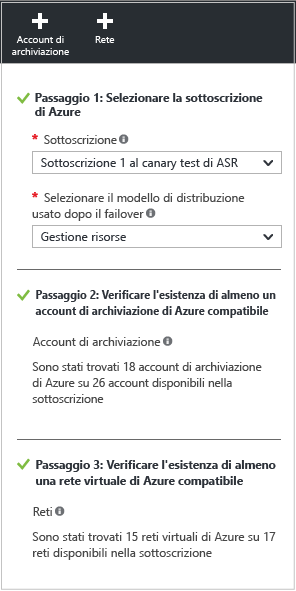 Account di
archiviazione
Rete
Passaggio 1: Selezionare la sottoscrizione
di Azure
* Sottoscrizione
Sottoscrizione 1 al canary test di ASR
* Selezionare il modello di distribuzione
usato dopo il failover
Gestione risorse
Passaggio 2: Verificare l'esistenza di almeno un
account di archiviazione di Azure compatibile
Account di archiviazione
Sono stati trovati 18 account di archiviazione
di Azure su 26 account disponibili nella
sottoscrizione
Passaggio 3: Verificare l'esistenza di almeno
una rete virtuale di Azure compatibile
Reti
Sono stati trovati 15 reti virtuali di Azure su 17
reti disponibili nella sottoscrizione